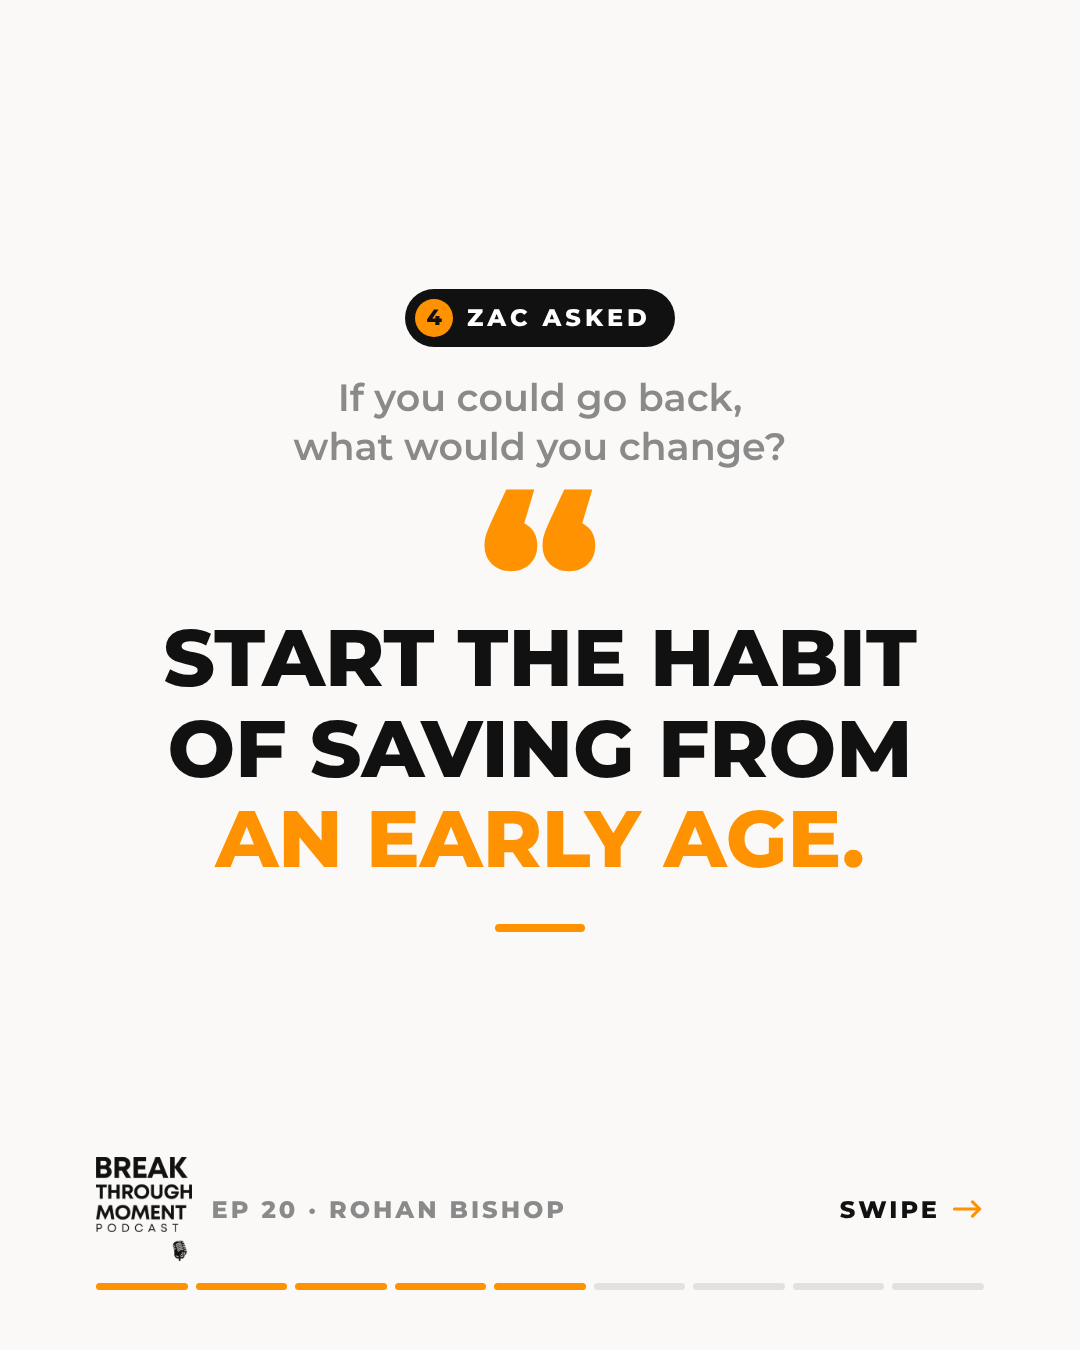 4 ZAC ASKED
If you could go back,
what would you change?
“
START THE HABIT
OF SAVING FROM
AN EARLY AGE.
BREAK
THROUGH
MOMENT
PODCAST
EP 20 · ROHAN BISHOP
SWIPE →